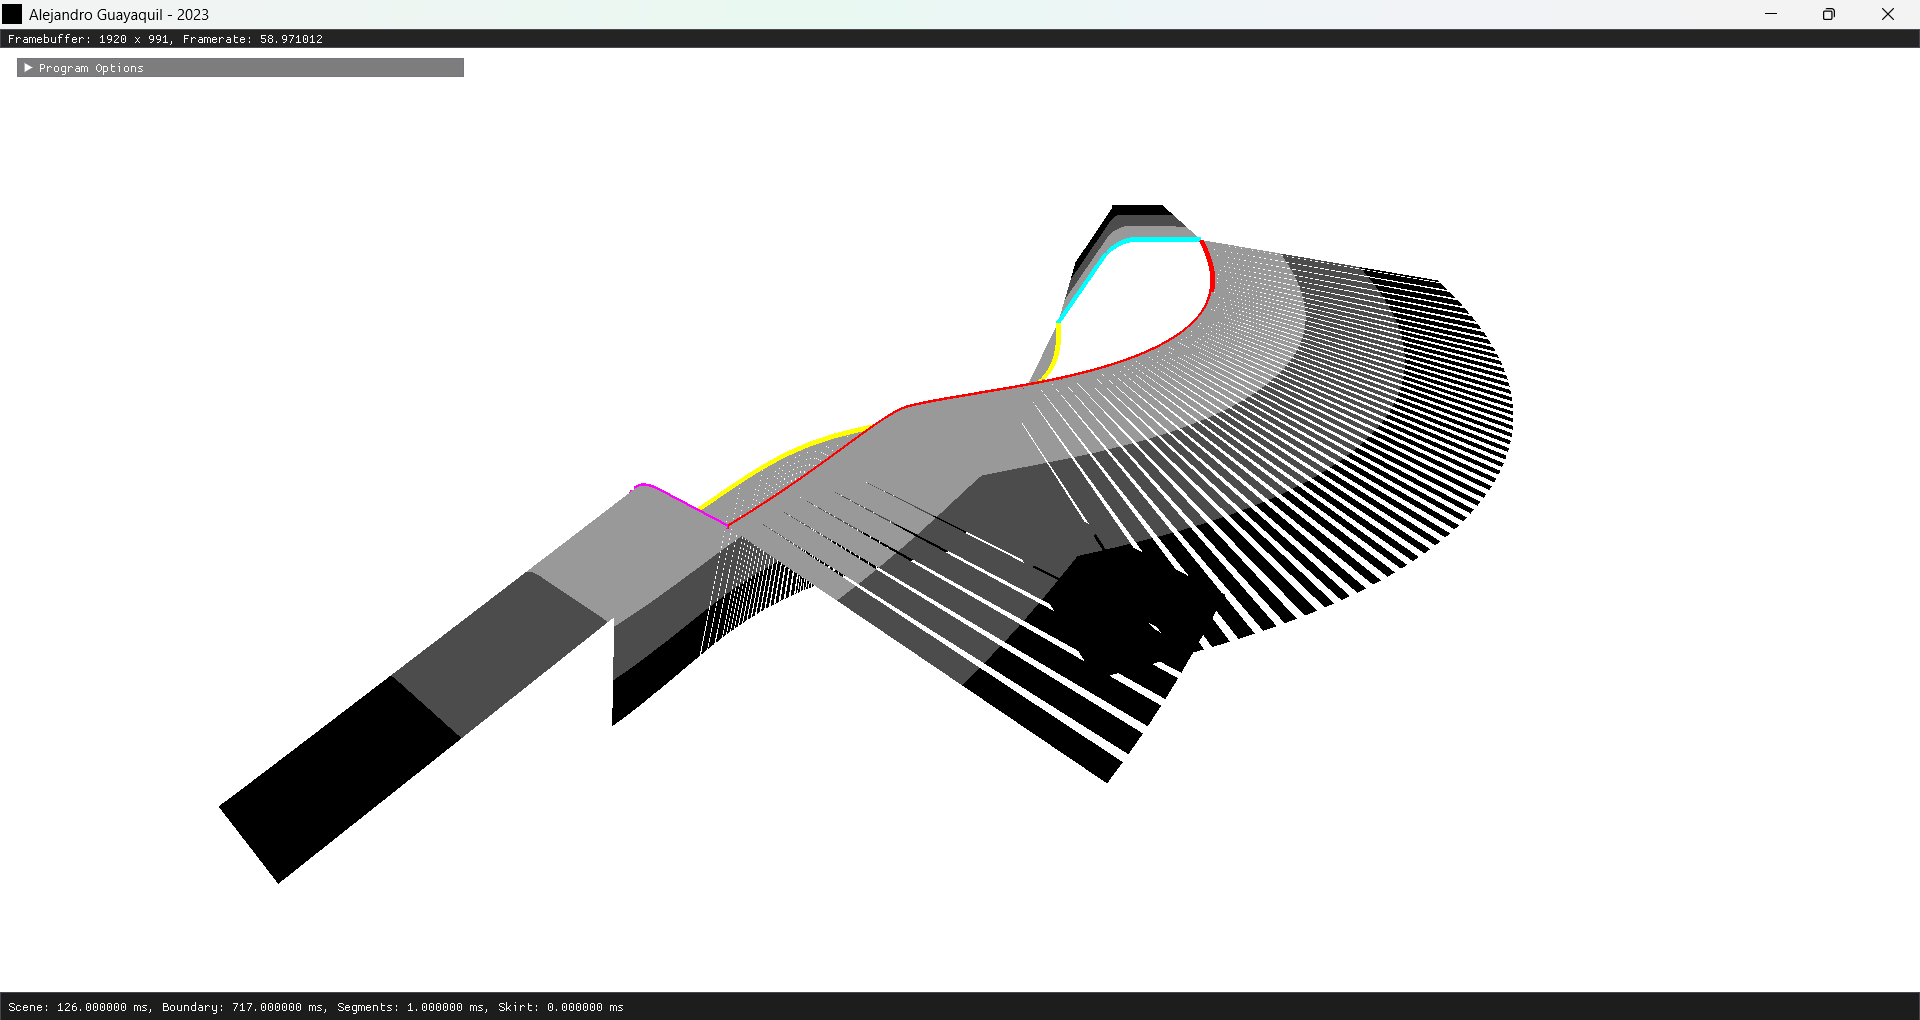 Alejandro Guayaquil - 2023
Framebuffer: 1920 x 991, Framerate: 58.971012
Program Options
Scene: 126.000000 ms, Boundary: 717.000000 ms, Segments: 1.000000 ms, Skirt: 0.000000 ms